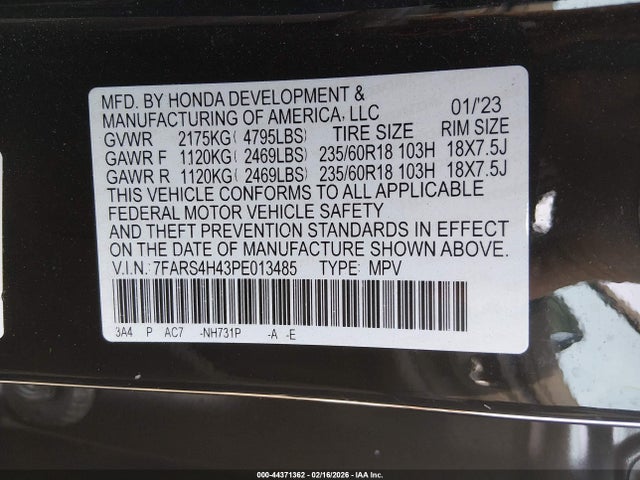 MFD. BY HONDA DEVELOPMENT &
MANUFACTURING OF AMERICA, LLC 01/'23
GVWR 2175KG( 4795LBS) TIRE SIZE RIM SIZE
GAWR F 1120KG( 2469LBS) 235/60R18 103H 18X7.5J
GAWR R 1120KG( 2469LBS) 235/60R18 103H 18X7.5J
THIS VEHICLE CONFORMS TO ALL APPLICABLE
FEDERAL MOTOR VEHICLE SAFETY
AND THEFT PREVENTION STANDARDS IN EFFECT
ON THE DATE OF MANUFACTURE SHOWN ABOVE.
V.I.N. 7FARS4H43PE013485 TYPE: MPV
3A4 P AC7 -NH731P -A -E
000-44371362 - 02/16/2026 - IAA Inc.